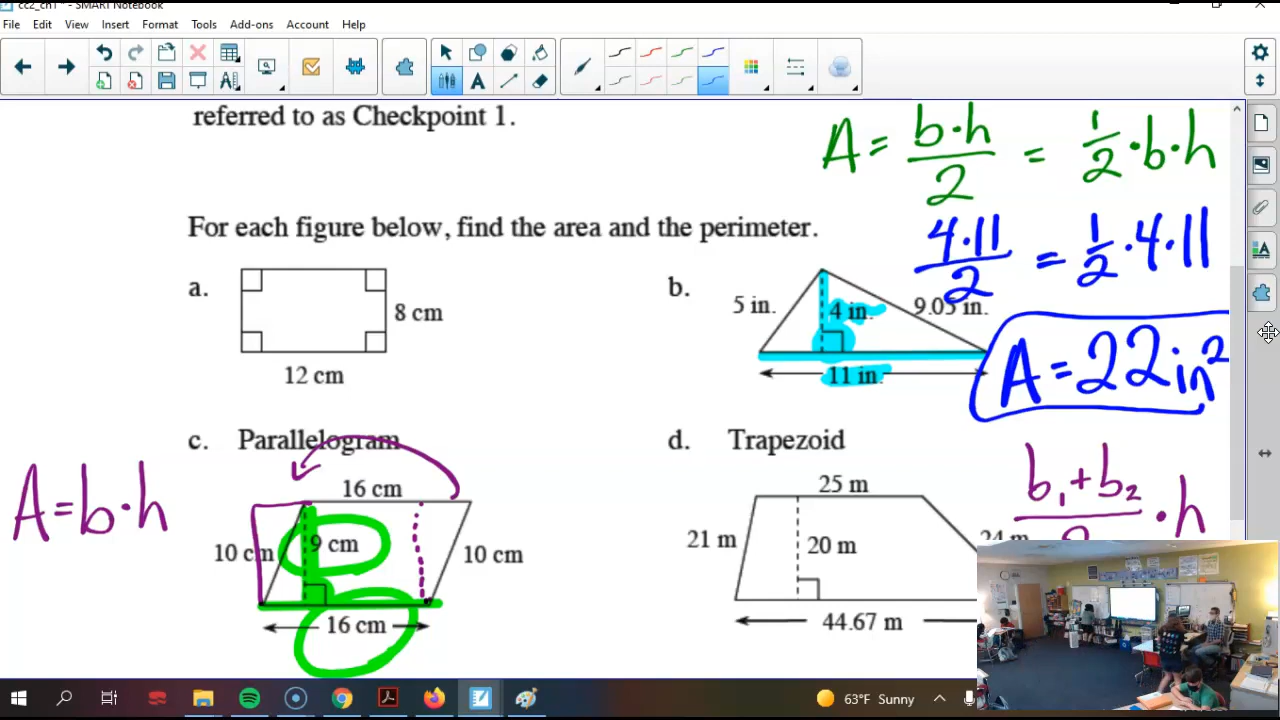 cc2_ch1 * - SMART Notebook
File Edit View Insert Format Tools Add-ons Account Help
referred to as Checkpoint 1.
A = b·h / 2 = 1/2 · b · h
For each figure below, find the area and the perimeter.
4·11 / 2 = 1/2 · 4 · 11
a.
8 cm
12 cm
b.
5 in.
4 in.
9.05 in.
11 in.
A = 22 in²
c. Parallelogram
A = b·h
16 cm
10 cm
9 cm
10 cm
16 cm
d. Trapezoid
25 m
21 m
20 m
24 m
44.67 m
b₁ + b₂ / 2 · h
63°F Sunny